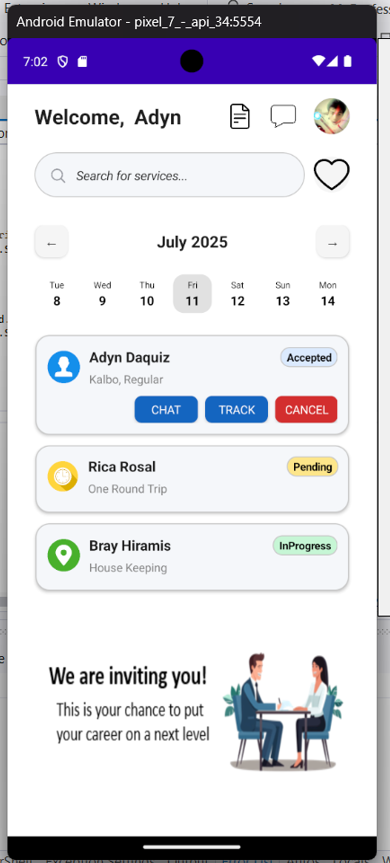 Android Emulator - pixel_7_-_api_34:5554
7:02
Welcome, Adyn
Search for services...
← July 2025 →
Tue Wed Thu Fri Sat Sun Mon
8 9 10 11 12 13 14
Adyn Daquiz Accepted
Kalbo, Regular
CHAT TRACK CANCEL
Rica Rosal Pending
One Round Trip
Bray Hiramis InProgress
House Keeping
We are inviting you!
This is your chance to put
your career on a next level